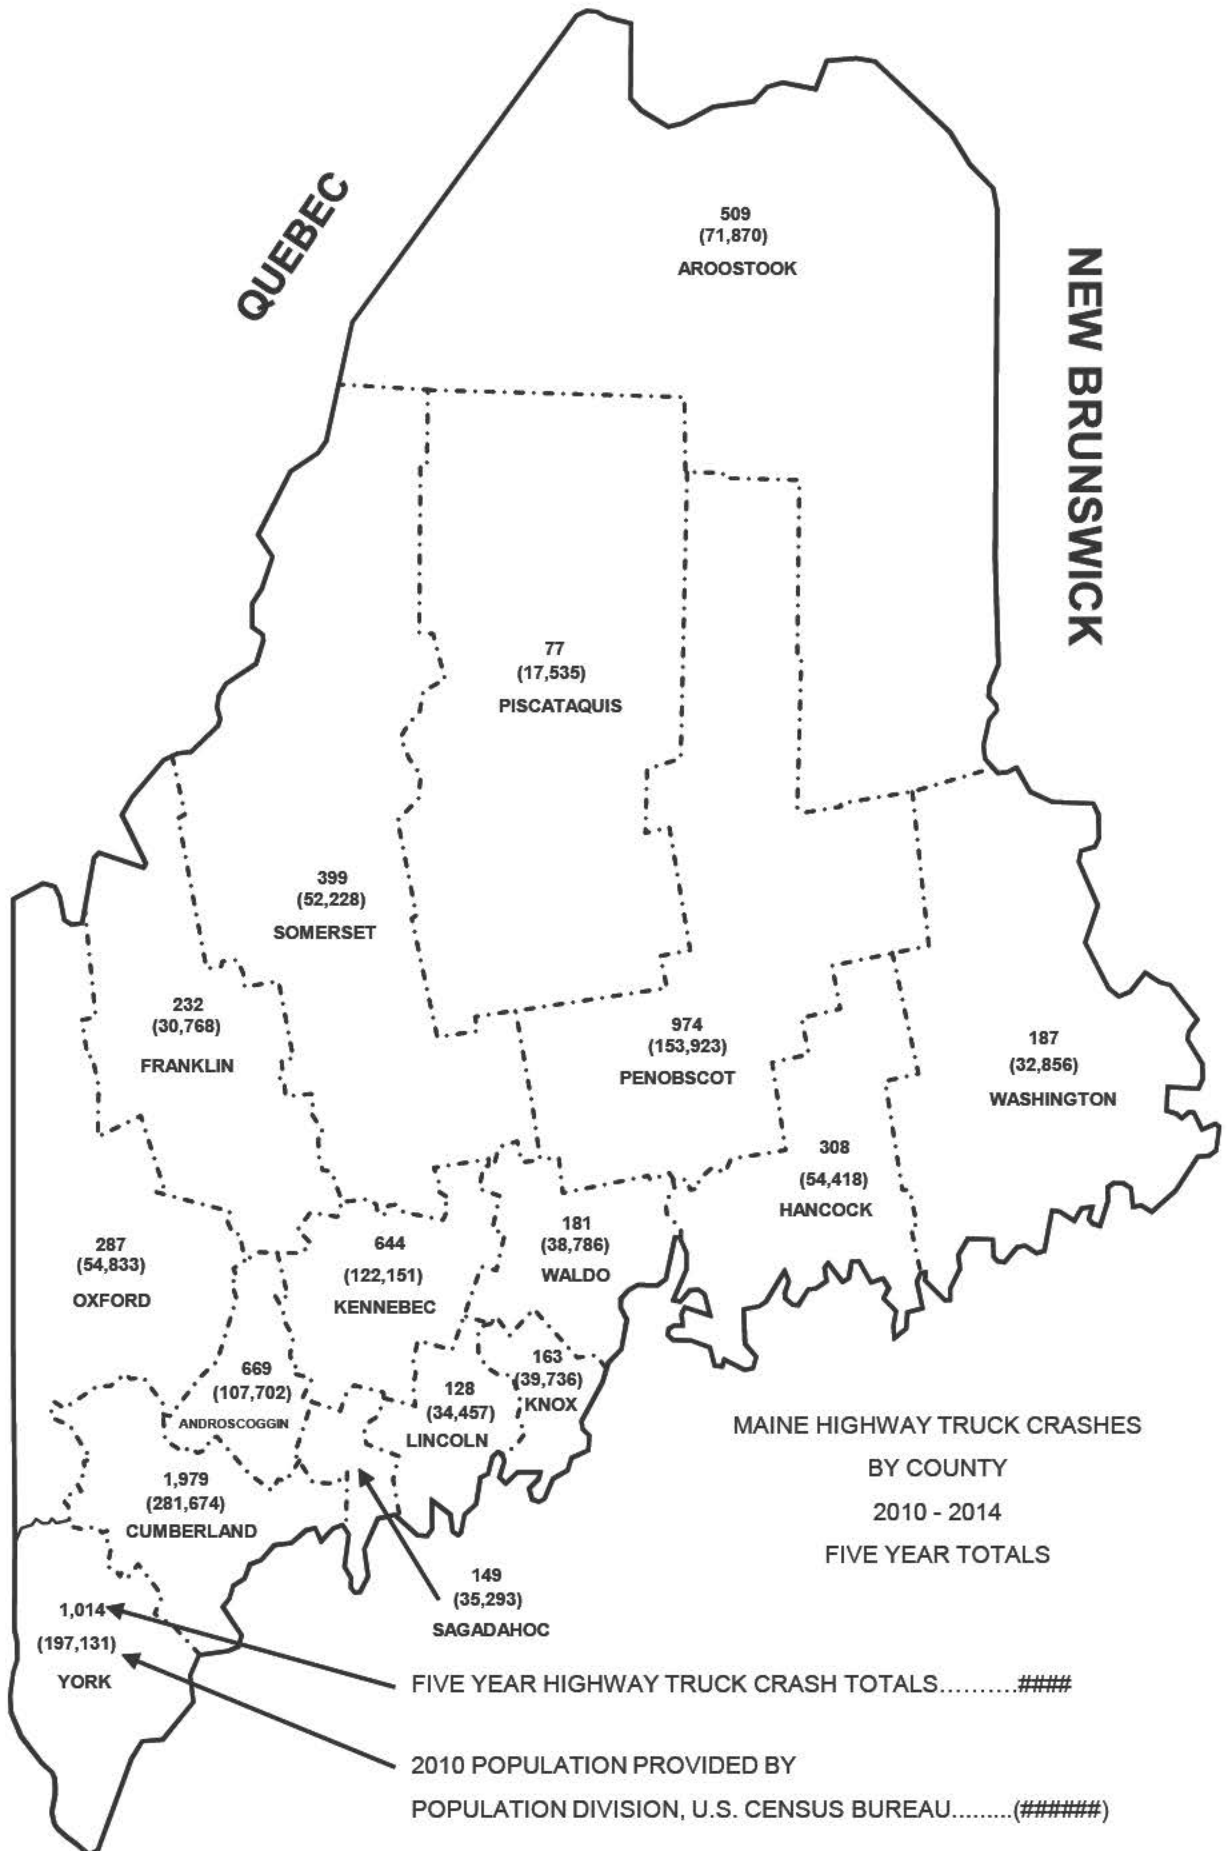 QUEBEC
NEW BRUNSWICK
509
(71,870)
AROOSTOOK
77
(17,535)
PISCATAQUIS
399
(52,228)
SOMERSET
232
(30,768)
FRANKLIN
974
(153,923)
PENOBSCOT
187
(32,856)
WASHINGTON
308
(54,418)
HANCOCK
287
(54,833)
OXFORD
644
(122,151)
KENNEBEC
181
(38,786)
WALDO
669
(107,702)
ANDROSCOGGIN
128
(34,457)
LINCOLN
163
(39,736)
KNOX
1,979
(281,674)
CUMBERLAND
149
(35,293)
SAGADAHOC
1,014
(197,131)
YORK
MAINE HIGHWAY TRUCK CRASHES
BY COUNTY
2010 - 2014
FIVE YEAR TOTALS
FIVE YEAR HIGHWAY TRUCK CRASH TOTALS..........####
2010 POPULATION PROVIDED BY
POPULATION DIVISION, U.S. CENSUS BUREAU.........(######)